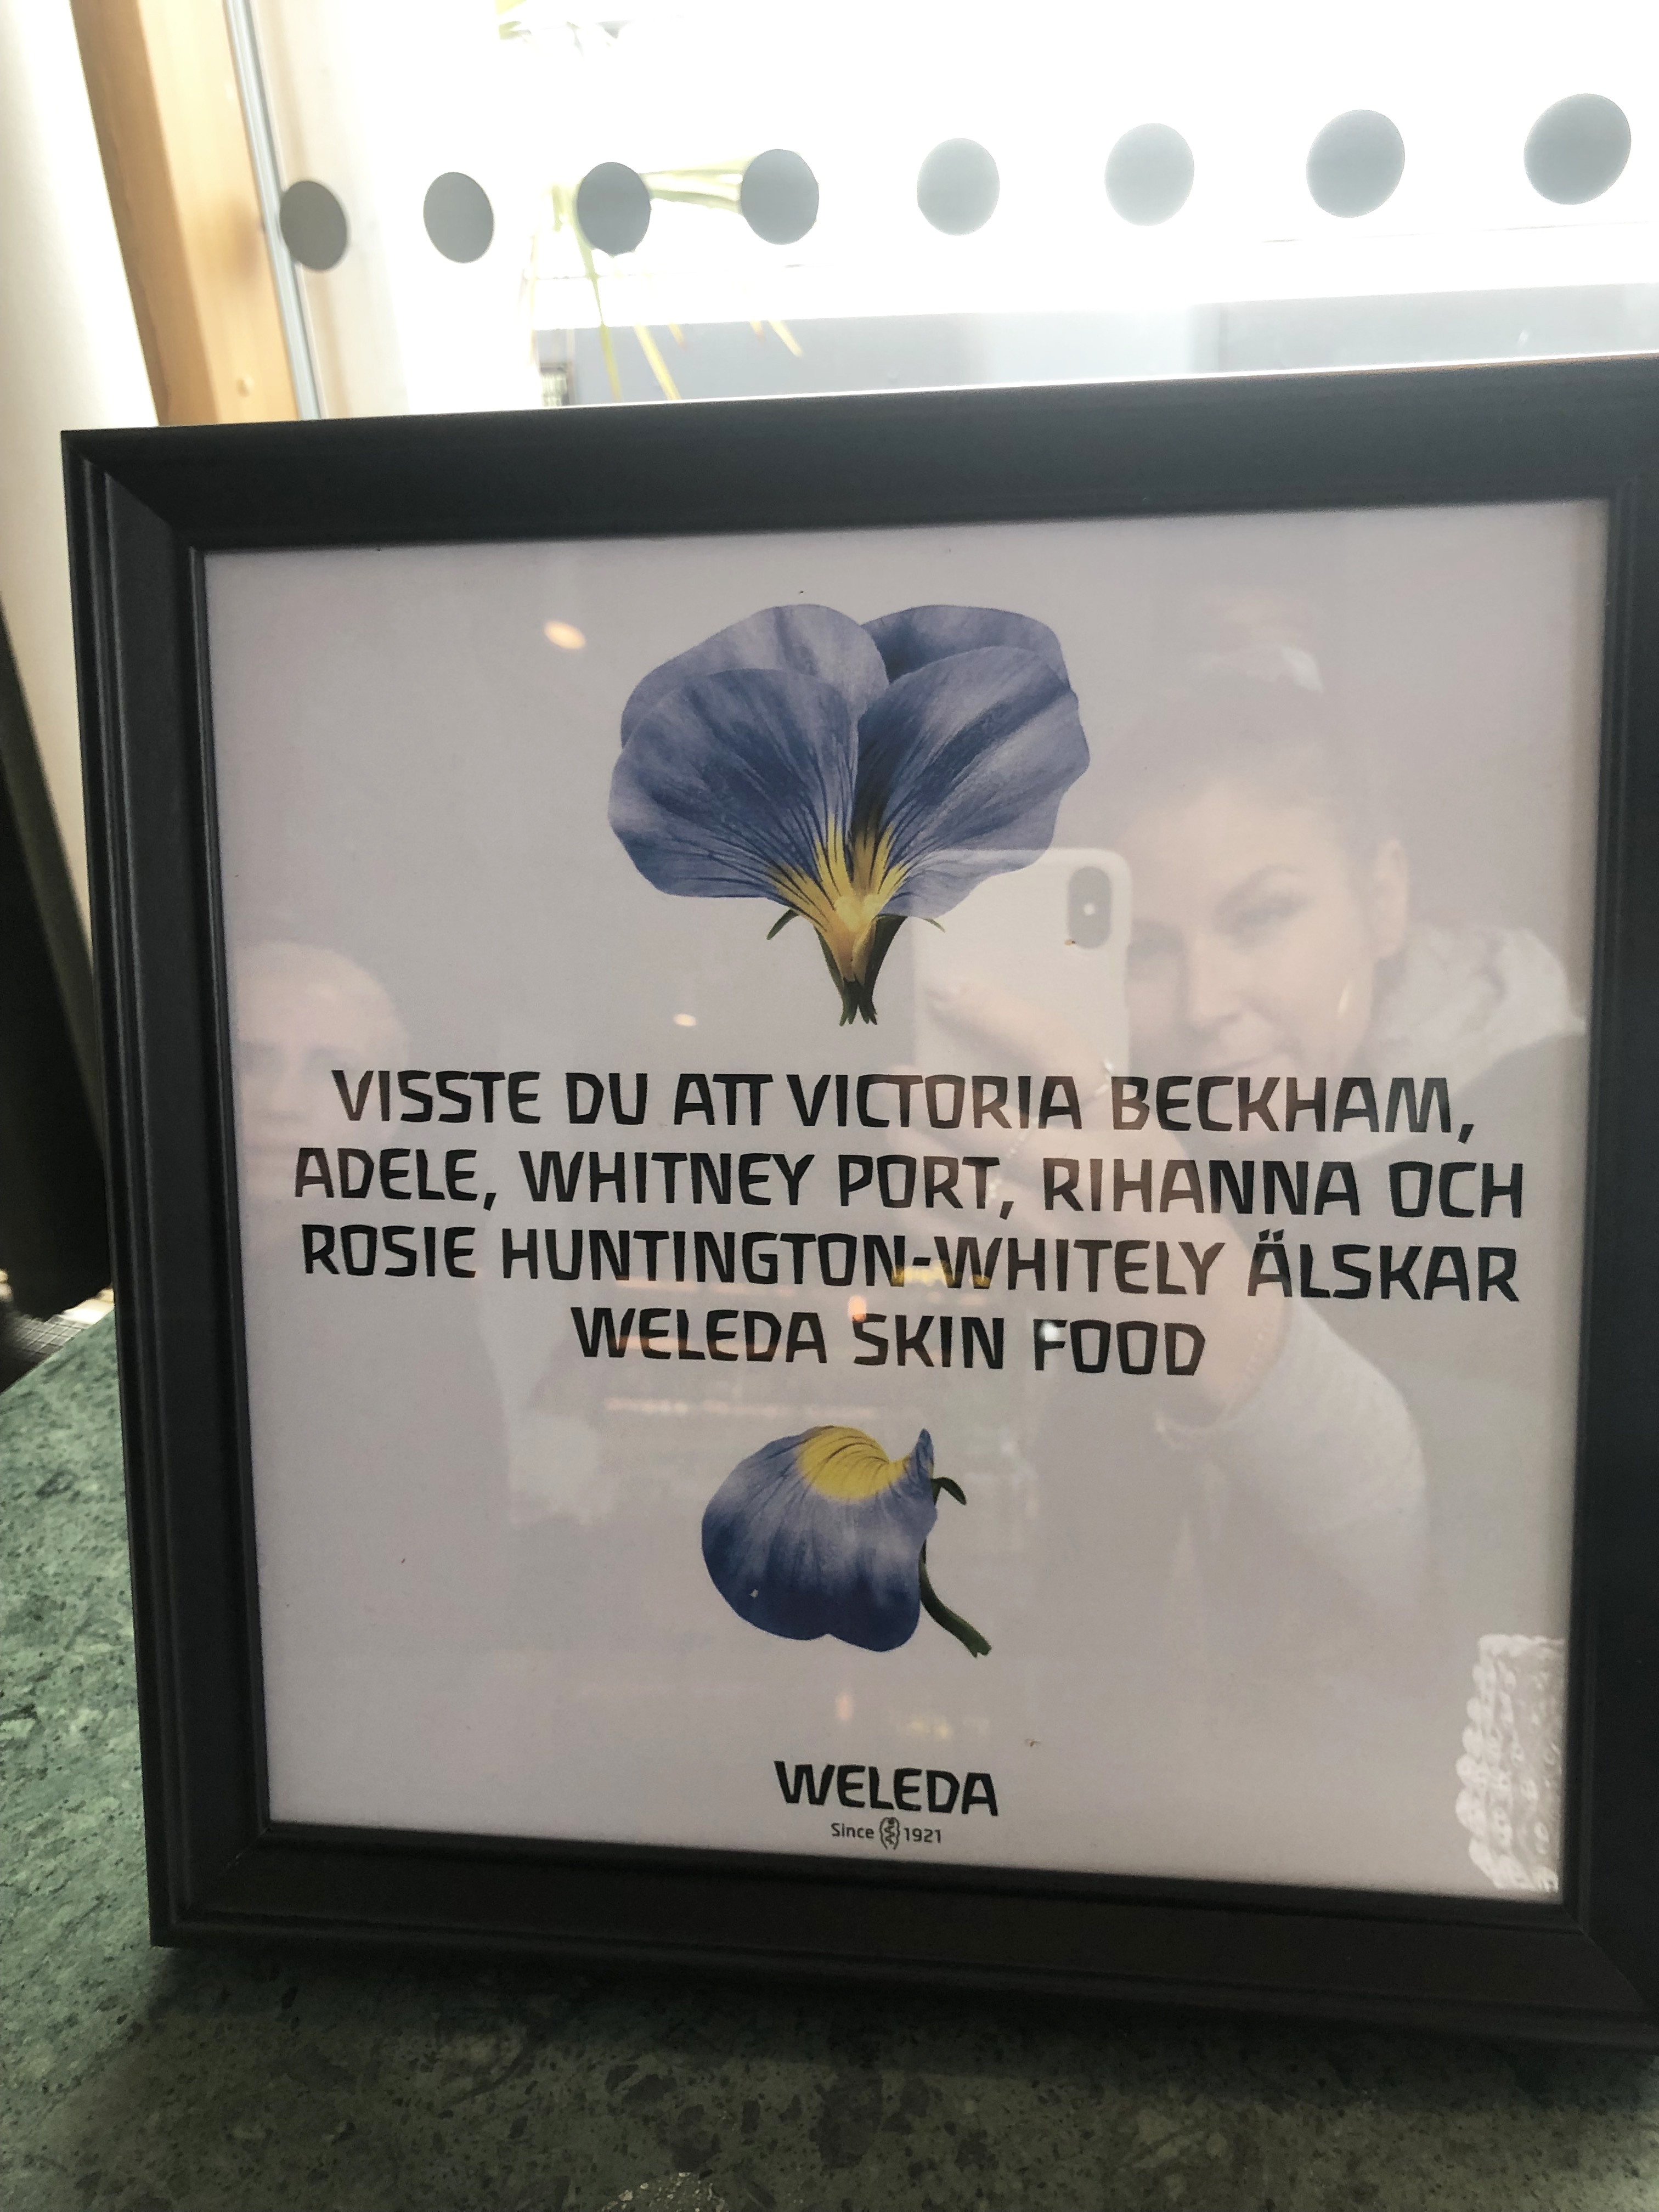 VISSTE DU ATT VICTORIA BECKHAM,
ADELE, WHITNEY PORT, RIHANNA OCH
ROSIE HUNTINGTON-WHITELY ÄLSKAR
WELEDA SKIN FOOD
WELEDA
Since 1921